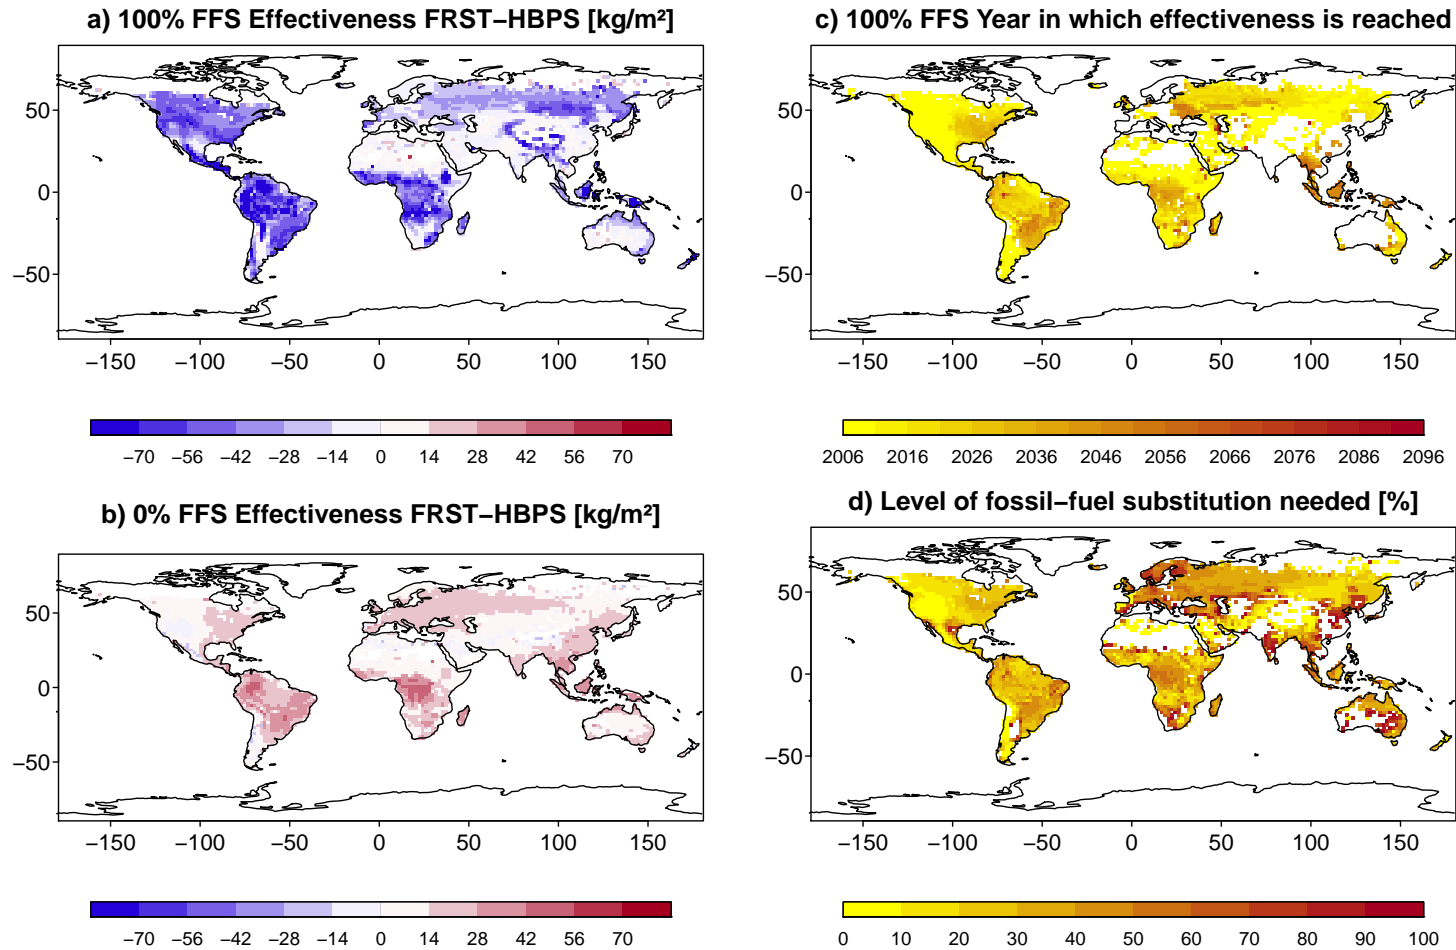 a) 100% FFS Effectiveness FRST−HBPS [kg/m²]
50
0
−50
−150 −100 −50 0 50 100 150
−70 −56 −42 −28 −14 0 14 28 42 56 70
c) 100% FFS Year in which effectiveness is reached
50
0
−50
−150 −100 −50 0 50 100 150
2006 2016 2026 2036 2046 2056 2066 2076 2086 2096
b) 0% FFS Effectiveness FRST−HBPS [kg/m²]
50
0
−50
−150 −100 −50 0 50 100 150
−70 −56 −42 −28 −14 0 14 28 42 56 70
d) Level of fossil−fuel substitution needed [%]
50
0
−50
−150 −100 −50 0 50 100 150
0 10 20 30 40 50 60 70 80 90 100